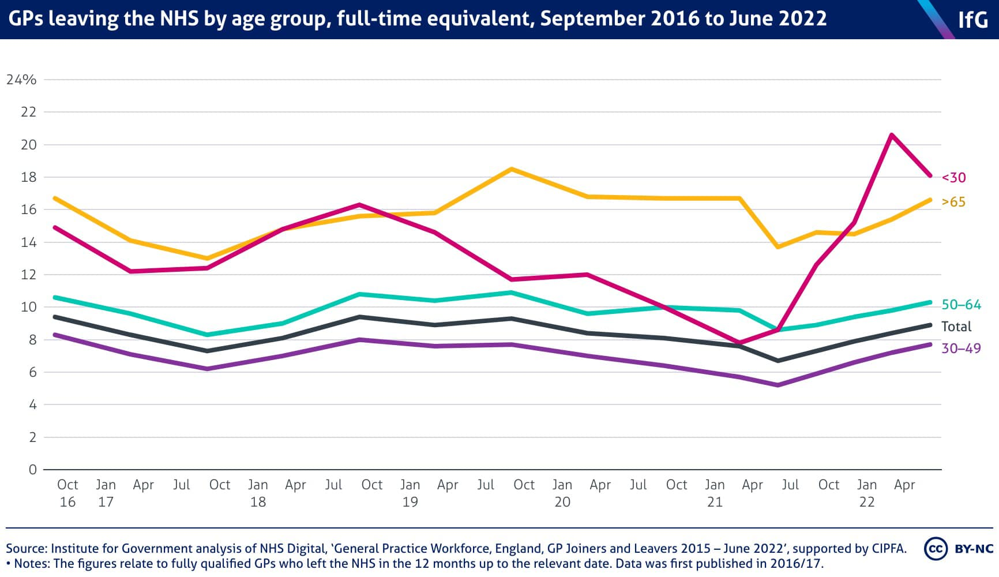 GPs leaving the NHS by age group, full-time equivalent, September 2016 to June 2022
IfG
24%
22
20
18
16
14
12
10
8
6
4
2
0
<30
>65
50–64
Total
30–49
Oct Jan Apr Jul Oct Jan Apr Jul Oct Jan Apr Jul Oct Jan Apr Jul Oct Jan Apr Jul Oct Jan Apr
16 17 18 19 20 21 22
Source: Institute for Government analysis of NHS Digital, ‘General Practice Workforce, England, GP Joiners and Leavers 2015 – June 2022’, supported by CIPFA.
• Notes: The figures relate to fully qualified GPs who left the NHS in the 12 months up to the relevant date. Data was first published in 2016/17.
cc BY-NC